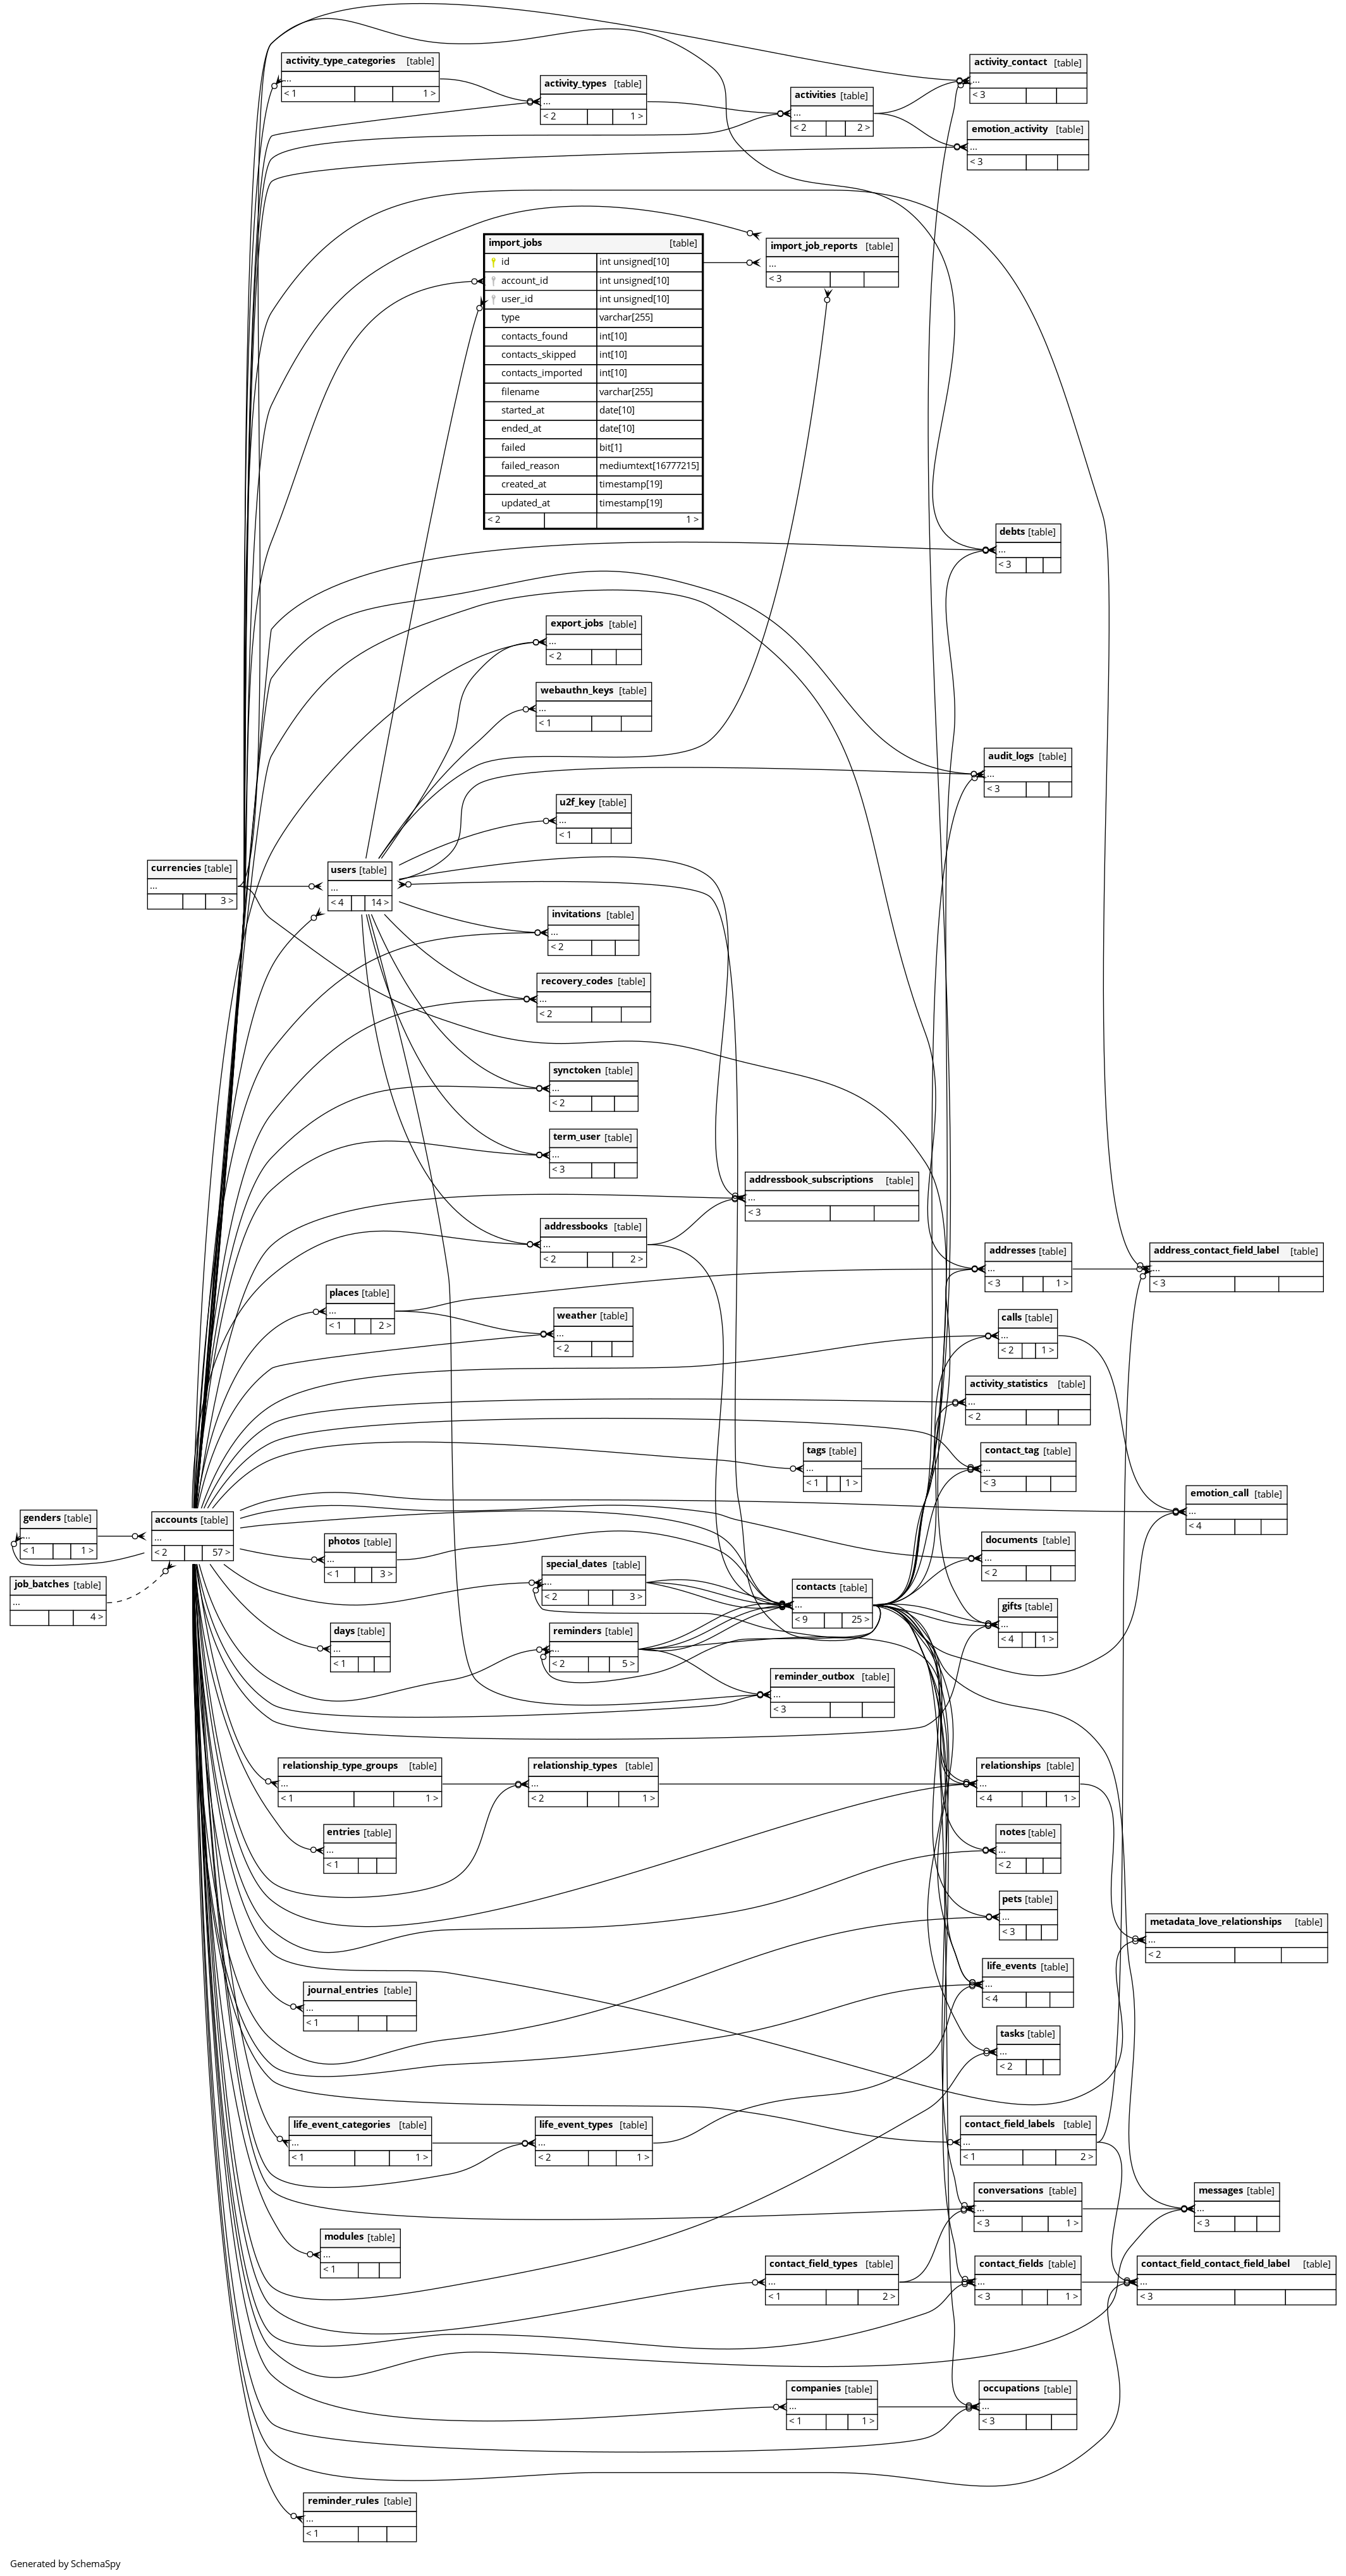 activity_type_categories [table]
...
< 1 1 >
activity_types [table]
...
< 2 1 >
activities [table]
...
< 2 2 >
activity_contact [table]
...
< 3
emotion_activity [table]
...
< 3
import_jobs [table]
id int unsigned[10]
account_id int unsigned[10]
user_id int unsigned[10]
type varchar[255]
contacts_found int[10]
contacts_skipped int[10]
contacts_imported int[10]
filename varchar[255]
started_at date[10]
ended_at date[10]
failed bit[1]
failed_reason mediumtext[16777215]
created_at timestamp[19]
updated_at timestamp[19]
< 2 1 >
import_job_reports [table]
...
< 3
debts [table]
...
< 3
export_jobs [table]
...
< 2
webauthn_keys [table]
...
< 1
audit_logs [table]
...
< 3
u2f_key [table]
...
< 1
currencies [table]
...
3 >
users [table]
...
< 4 14 >
invitations [table]
...
< 2
recovery_codes [table]
...
< 2
synctoken [table]
...
< 2
term_user [table]
...
< 3
addressbook_subscriptions [table]
...
< 3
addressbooks [table]
...
< 2 2 >
addresses [table]
...
< 3 1 >
address_contact_field_label [table]
...
< 3
places [table]
...
< 1 2 >
weather [table]
...
< 2
calls [table]
...
< 2 1 >
activity_statistics [table]
...
< 2
tags [table]
...
< 1 1 >
contact_tag [table]
...
< 3
emotion_call [table]
...
< 4
genders [table]
...
< 1 1 >
accounts [table]
...
< 2 57 >
job_batches [table]
...
4 >
photos [table]
...
< 1 3 >
documents [table]
...
< 2
special_dates [table]
...
< 2 3 >
contacts [table]
...
< 9 25 >
gifts [table]
...
< 4 1 >
days [table]
...
< 1
reminders [table]
...
< 2 5 >
reminder_outbox [table]
...
< 3
relationship_type_groups [table]
...
< 1 1 >
relationship_types [table]
...
< 2 1 >
relationships [table]
...
< 4 1 >
entries [table]
...
< 1
notes [table]
...
< 2
pets [table]
...
< 3
metadata_love_relationships [table]
...
< 2
life_events [table]
...
< 4
journal_entries [table]
...
< 1
tasks [table]
...
< 2
life_event_categories [table]
...
< 1 1 >
life_event_types [table]
...
< 2 1 >
contact_field_labels [table]
...
< 1 2 >
conversations [table]
...
< 3 1 >
messages [table]
...
< 3
modules [table]
...
< 1
contact_field_types [table]
...
< 1 2 >
contact_fields [table]
...
< 3 1 >
contact_field_contact_field_label [table]
...
< 3
companies [table]
...
< 1 1 >
occupations [table]
...
< 3
reminder_rules [table]
...
< 1
Generated by SchemaSpy